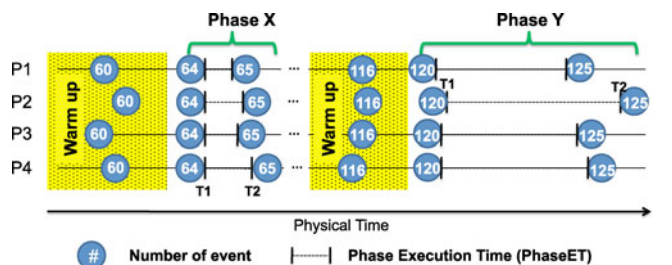 Phase X
Phase Y
P1
Warm up
60
64
65
...
Warm up
116
120
125
P2
60
64
65
116
120
T1
T2
125
P3
60
64
65
116
120
125
P4
60
64
T1
T2
65
...
116
120
125
Physical Time
# Number of event
Phase Execution Time (PhaseET)